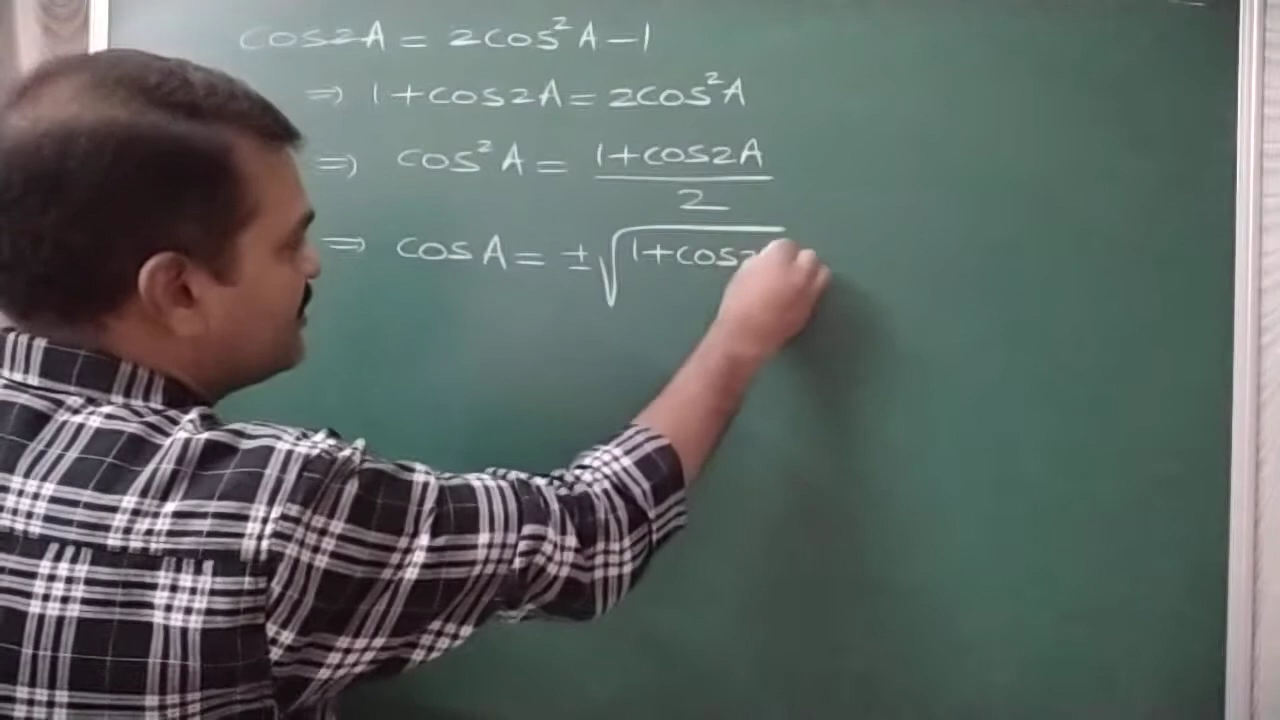 cos2A = 2cos²A - 1
⇒ 1 + cos2A = 2cos²A
⇒ cos²A = (1 + cos2A)/2
⇒ cosA = ±√(1 + cos2